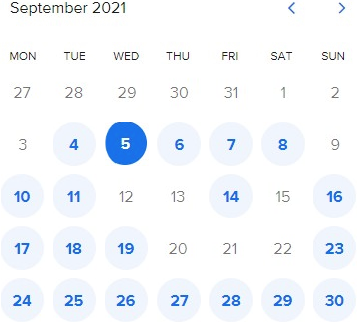 September 2021
MON TUE WED THU FRI SAT SUN
27 28 29 30 31 1 2
3 4 5 6 7 8 9
10 11 12 13 14 15 16
17 18 19 20 21 22 23
24 25 26 27 28 29 30